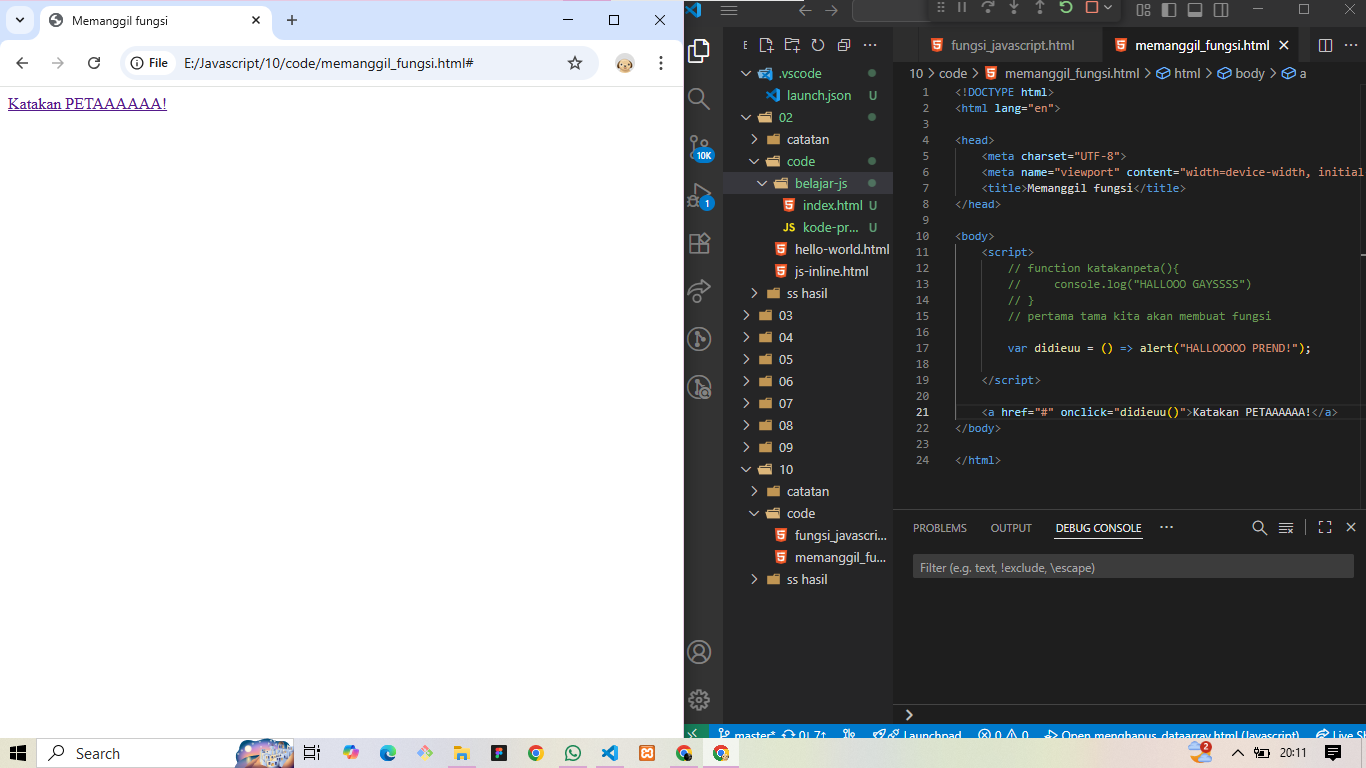 Memanggil fungsi
File
E:/Javascript/10/code/memanggil_fungsi.html#
Katakan PETAAAAAA!
E
.vscode
launch.json U
02
catatan
code
belajar-js
index.html U
JS kode-pr... U
hello-world.html
js-inline.html
ss hasil
03
04
05
06
07
08
09
10
catatan
code
fungsi_javascri...
memanggil_fu...
ss hasil
10K
1
fungsi_javascript.html
memanggil_fungsi.html
10 > code > memanggil_fungsi.html > html > body > a
1 <!DOCTYPE html>
2 <html lang="en">
3
4 <head>
5 <meta charset="UTF-8">
6 <meta name="viewport" content="width=device-width, initial
7 <title>Memanggil fungsi</title>
8 </head>
9
10 <body>
11 <script>
12 // function katakanpeta(){
13 // console.log("HALLOOO GAYSSSS")
14 // }
15 // pertama tama kita akan membuat fungsi
16
17 var didieuu = () => alert("HALLOOOOO PREND!");
18
19 </script>
20
21 <a href="#" onclick="didieuu()">Katakan PETAAAAAA!</a>
22 </body>
23
24 </html>
PROBLEMS OUTPUT DEBUG CONSOLE
Filter (e.g. text, !exclude, \escape)
master* 0↓ 7↑ Launchpad 0 0 Open menghapus_dataarray.html (Javascript) Live Sh
Search
2
20:11